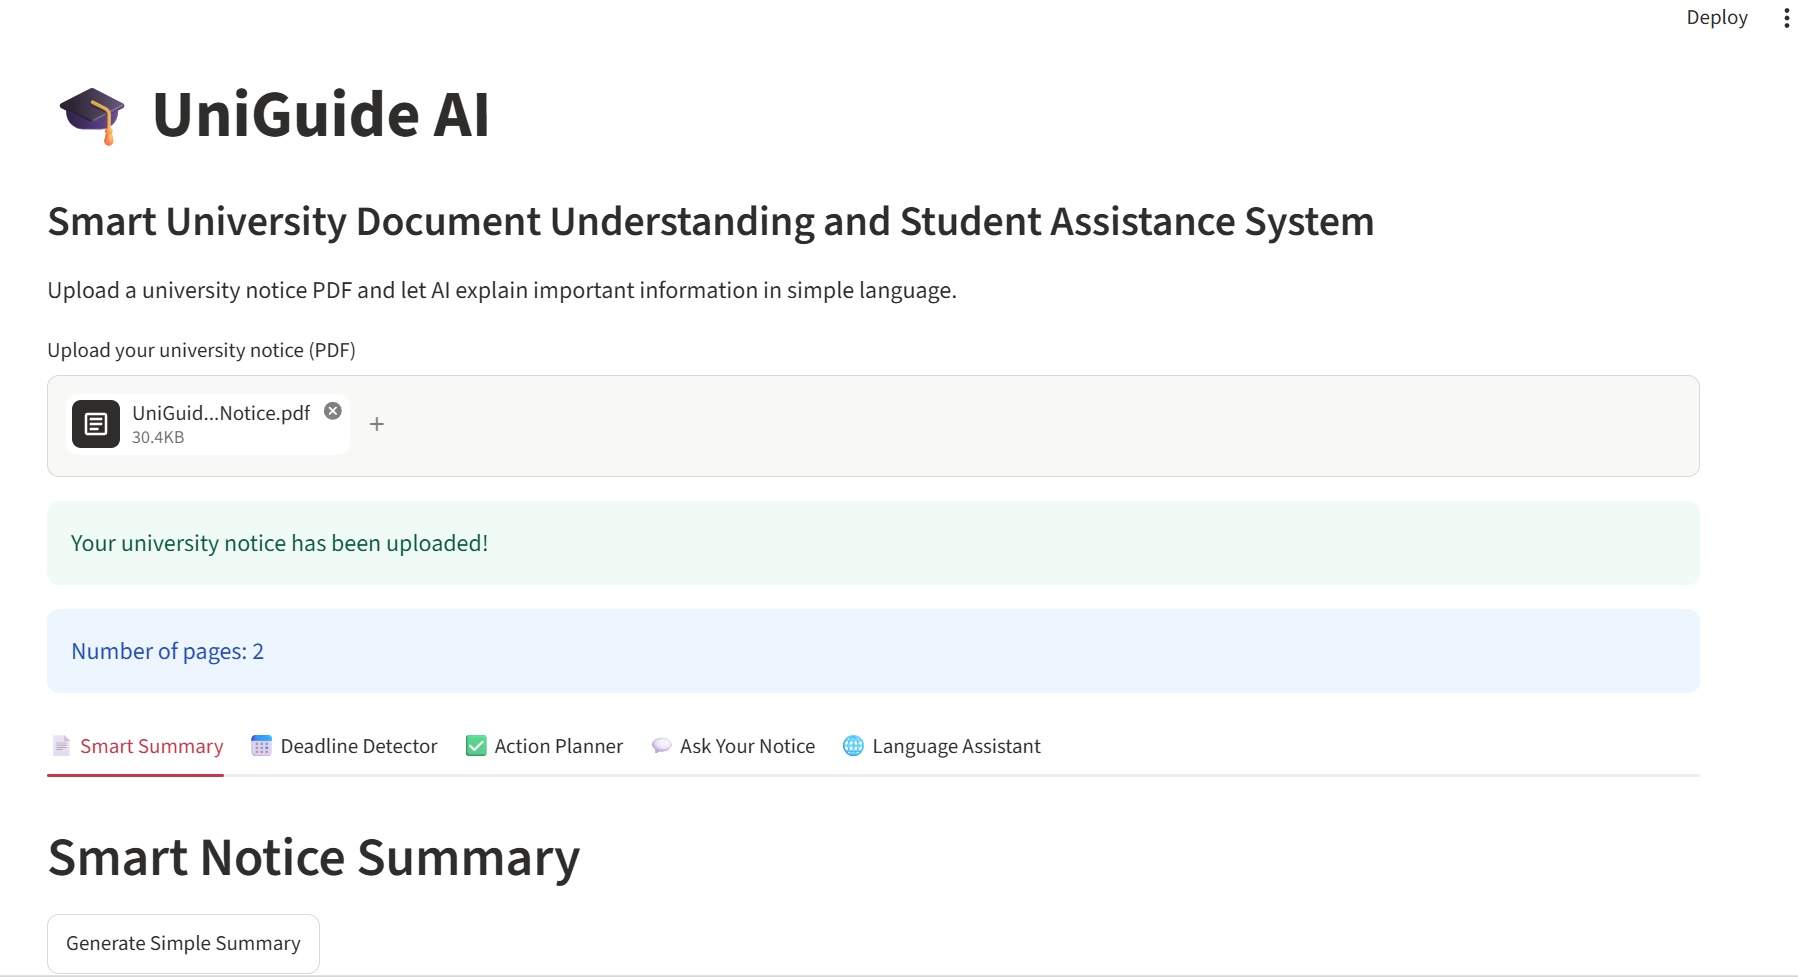 Deploy
UniGuide AI
Smart University Document Understanding and Student Assistance System
Upload a university notice PDF and let AI explain important information in simple language.
Upload your university notice (PDF)
UniGuid...Notice.pdf
30.4KB
Your university notice has been uploaded!
Number of pages: 2
Smart Summary Deadline Detector Action Planner Ask Your Notice Language Assistant
Smart Notice Summary
Generate Simple Summary